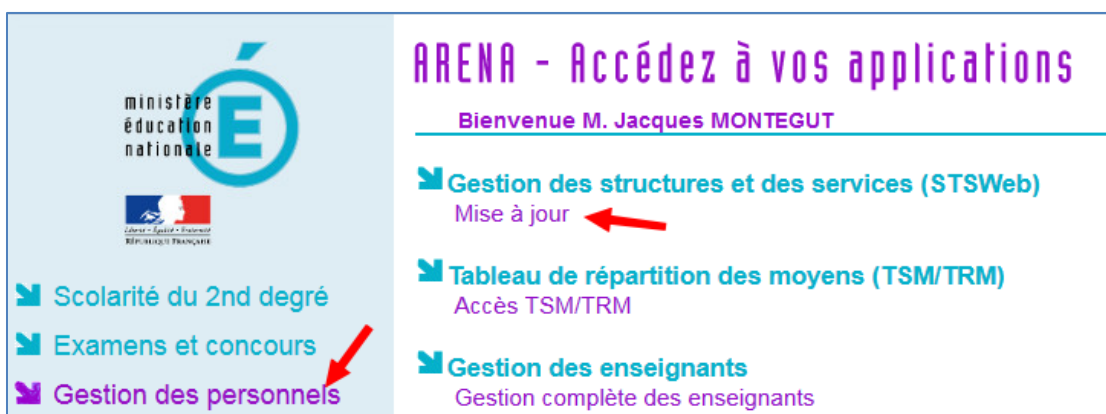 ministère
éducation
nationale
É
Liberté • Égalité • Fraternité
RÉPUBLIQUE FRANÇAISE
Scolarité du 2nd degré
Examens et concours
Gestion des personnels
ARENA - Accédez à vos applications
Bienvenue M. Jacques MONTEGUT
Gestion des structures et des services (STSWeb)
Mise à jour
Tableau de répartition des moyens (TSM/TRM)
Accès TSM/TRM
Gestion des enseignants
Gestion complète des enseignants